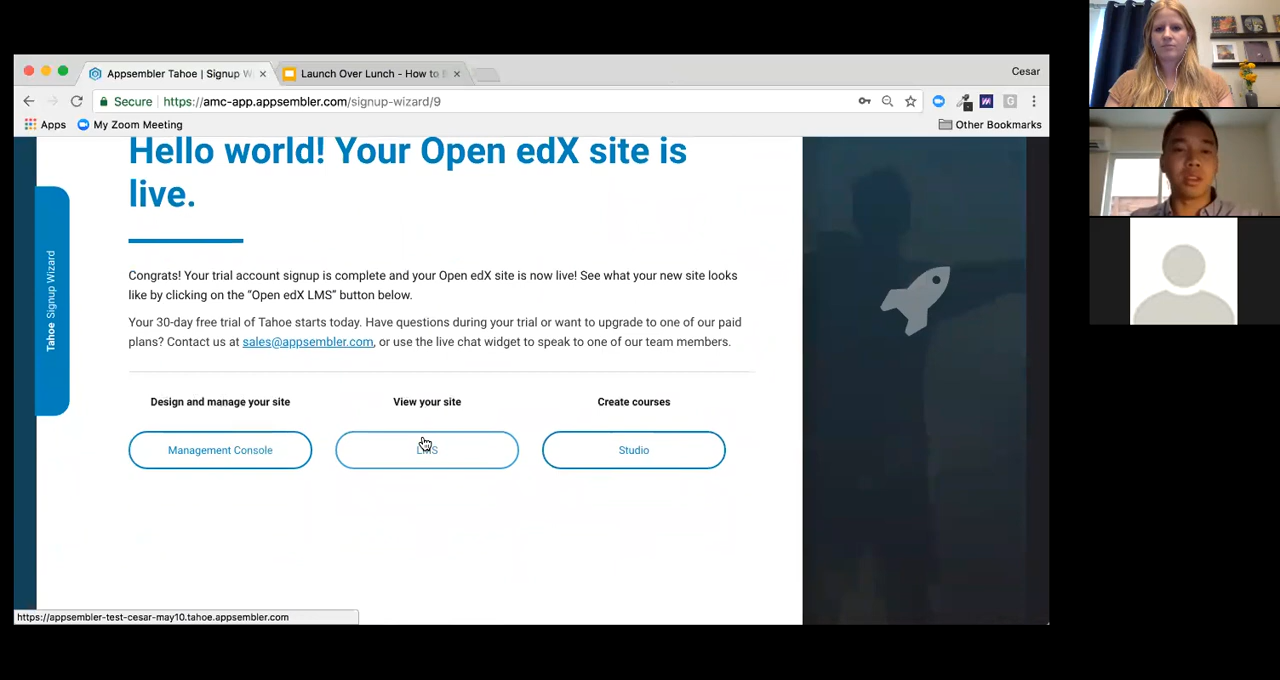 Appsembler Tahoe | Signup W
Launch Over Lunch - How to
Cesar
Secure
https://amc-app.appsembler.com/signup-wizard/9
Apps
My Zoom Meeting
Other Bookmarks
Hello world! Your Open edX site is
live.
Tahoe Signup Wizard
Congrats! Your trial account signup is complete and your Open edX site is now live! See what your new site looks
like by clicking on the “Open edX LMS” button below.
Your 30-day free trial of Tahoe starts today. Have questions during your trial or want to upgrade to one of our paid
plans? Contact us at sales@appsembler.com, or use the live chat widget to speak to one of our team members.
Design and manage your site
View your site
Create courses
Management Console
LMS
Studio
https://appsembler-test-cesar-may10.tahoe.appsembler.com